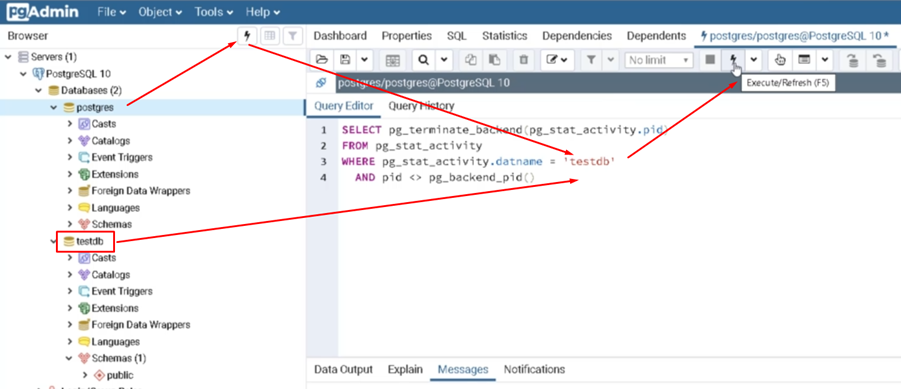 pgAdmin File Object Tools Help
Browser
Dashboard Properties SQL Statistics Dependencies Dependents postgres/postgres@PostgreSQL 10 *
Servers (1)
PostgreSQL 10
Databases (2)
postgres
Casts
Catalogs
Event Triggers
Extensions
Foreign Data Wrappers
Languages
Schemas
testdb
Casts
Catalogs
Event Triggers
Extensions
Foreign Data Wrappers
Languages
Schemas (1)
public
No limit
Execute/Refresh (F5)
postgres/postgres@PostgreSQL 10
Query Editor Query History
1 SELECT pg_terminate_backend(pg_stat_activity.pid)
2 FROM pg_stat_activity
3 WHERE pg_stat_activity.datname = 'testdb'
4 AND pid <> pg_backend_pid()
Data Output Explain Messages Notifications